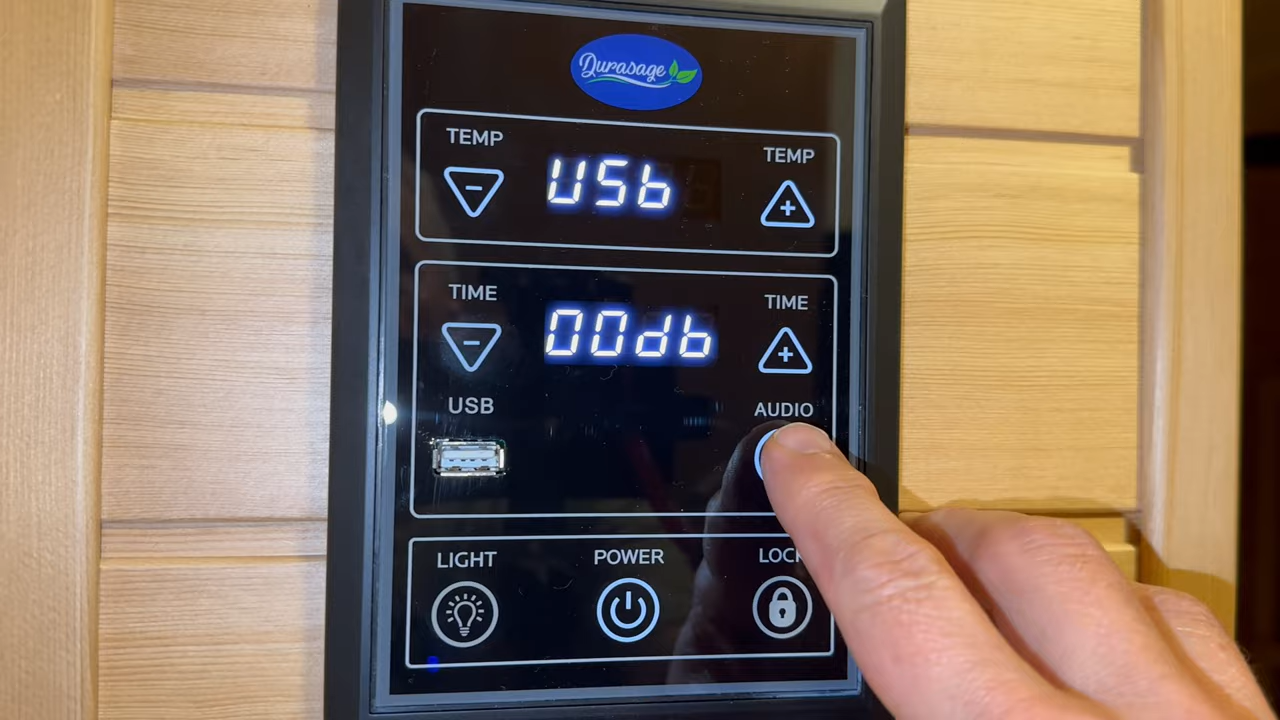 Durasage
TEMP
USb
TEMP
TIME
00db
TIME
USB
AUDIO
LIGHT
POWER
LOCK